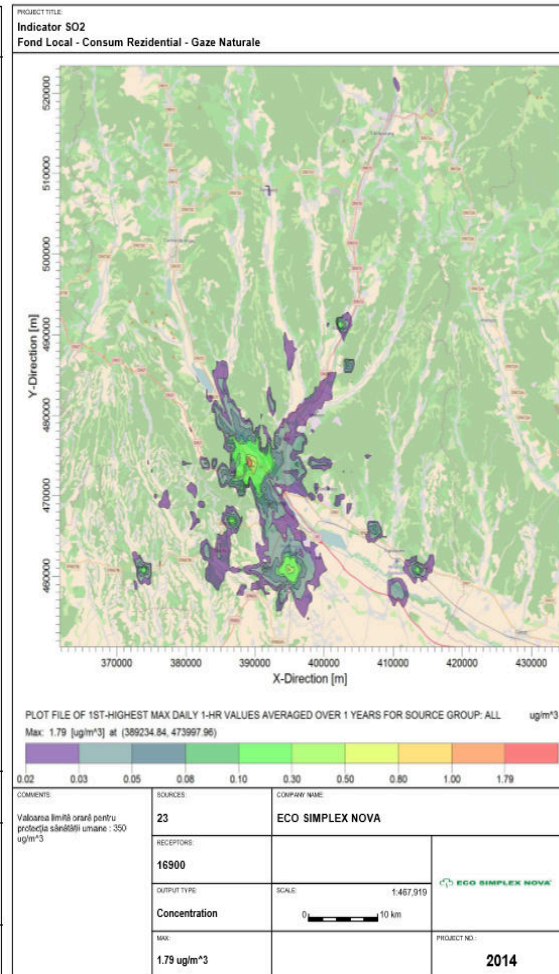 PROJECT TITLE:
Indicator SO2
Fond Local - Consum Rezidential - Gaze Naturale
Y-Direction [m]
520000
510000
500000
490000
480000
470000
460000
370000 380000 390000 400000 410000 420000 430000
X-Direction [m]
PLOT FILE OF 1ST-HIGHEST MAX DAILY 1-HR VALUES AVERAGED OVER 1 YEARS FOR SOURCE GROUP: ALL ug/m^3
Max: 1.79 [ug/m^3] at (389234.84, 473997.96)
0.02 0.03 0.05 0.08 0.10 0.30 0.50 0.80 1.00 1.79
COMMENTS:
Valoarea limită orară pentru
protecția sănătății umane : 350
ug/m^3
SOURCES:
23
COMPANY NAME:
ECO SIMPLEX NOVA
RECEPTORS:
16900
OUTPUT TYPE:
Concentration
SCALE: 1:467,919
0 10 km
MAX:
1.79 ug/m^3
ECO SIMPLEX NOVA
PROJECT NO.:
2014